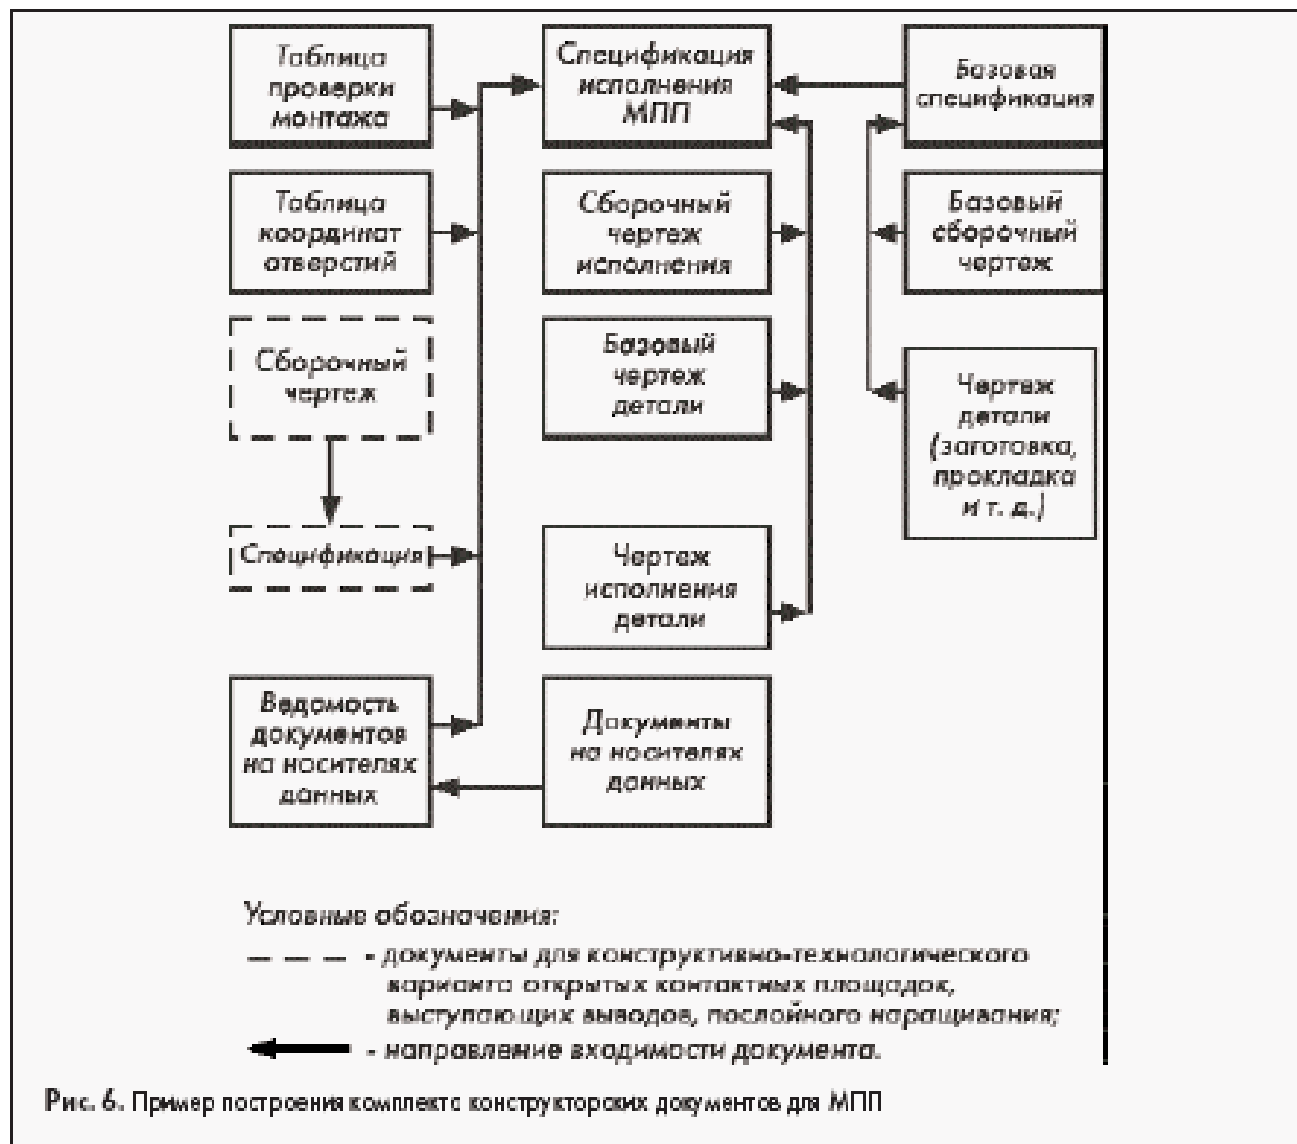 Таблица
проверки
монтажа
Спецификация
исполнения
МПП
Базовая
спецификация
Таблица
координат
отверстий
Сборочный
чертеж
исполнения
Базовый
сборочный
чертеж
Сборочный
чертеж
Базовый
чертеж
детали
Чертеж
детали
(заготовка,
прокладка
и т. д.)
Спецификация
Чертеж
исполнения
детали
Ведомость
документов
на носителях
данных
Документы
на носителях
данных
Условные обозначения:
- документы для конструктивно-технологического
варианта открытых контактных площадок,
выступающих выводов, послойного наращивания;
- направление входимости документа.
Рис. 6. Пример построения комплекта конструкторских документов для МПП